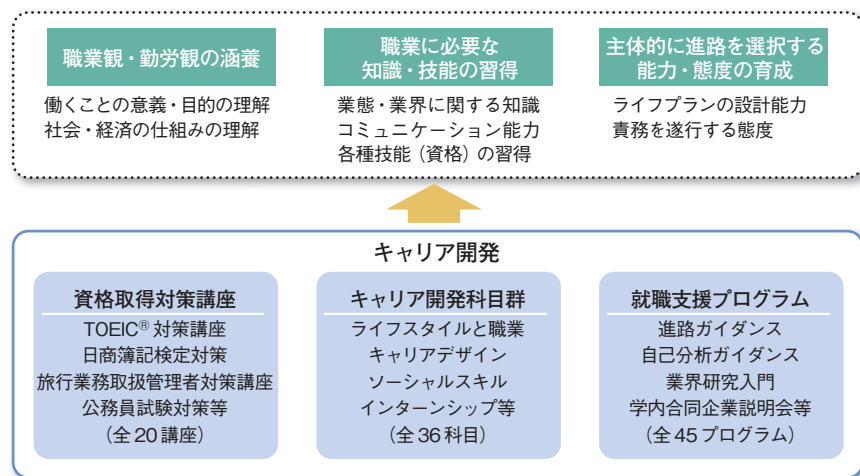 職業観・勤労観の涵養
働くことの意義・目的の理解
社会・経済の仕組みの理解
職業に必要な
知識・技能の習得
業態・業界に関する知識
コミュニケーション能力
各種技能（資格）の習得
主体的に進路を選択する
能力・態度の育成
ライフプランの設計能力
責務を遂行する態度
キャリア開発
資格取得対策講座
TOEIC® 対策講座
日商簿記検定対策
旅行業務取扱管理者対策講座
公務員試験対策等
（全 20 講座）
キャリア開発科目群
ライフスタイルと職業
キャリアデザイン
ソーシャルスキル
インターンシップ等
（全 36 科目）
就職支援プログラム
進路ガイダンス
自己分析ガイダンス
業界研究入門
学内合同企業説明会等
（全 45 プログラム）